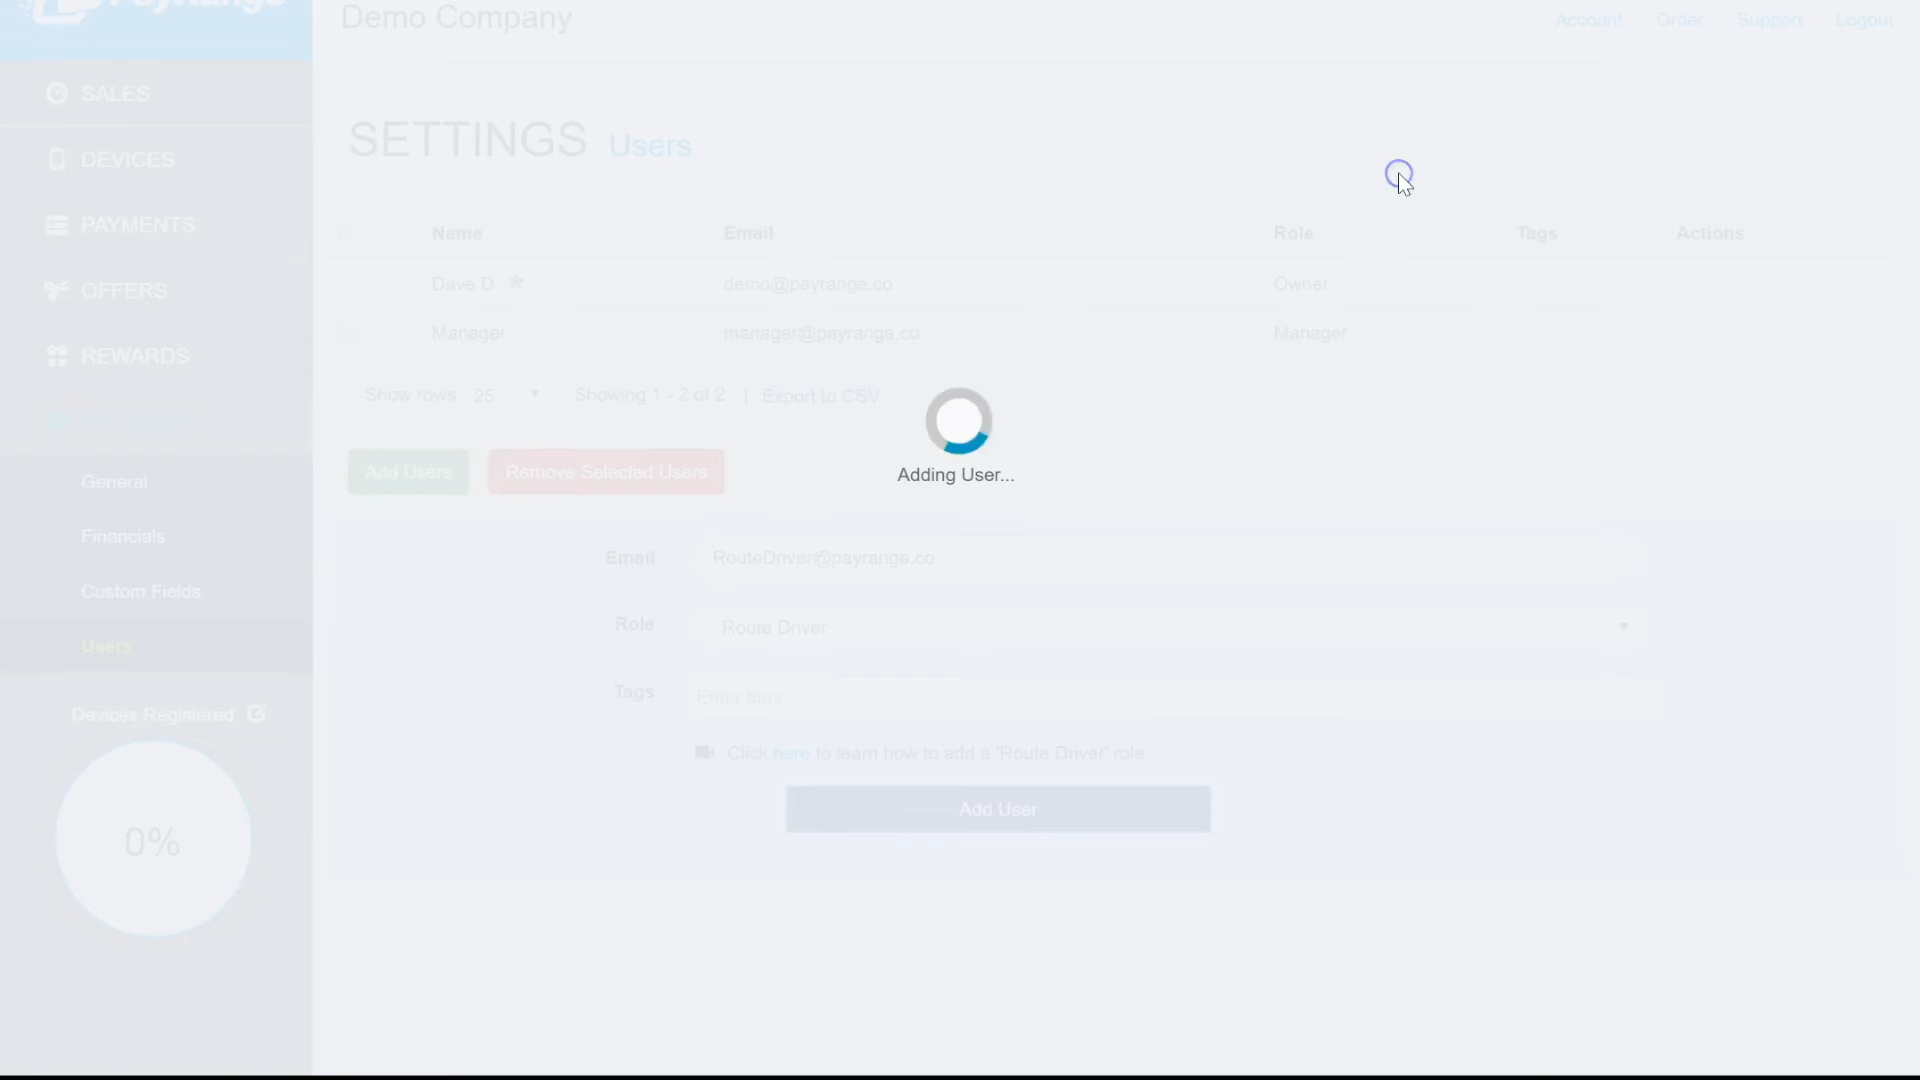 PayRange
Demo Company
Account Order Support Logout
SALES
DEVICES
PAYMENTS
OFFERS
REWARDS
General
Financials
Custom Fields
Users
Devices Registered
0%
SETTINGS Users
Name Email Role Tags Actions
Dave D demo@payrange.co Owner
Manager manager@payrange.co Manager
Show rows 25 Showing 1 - 2 of 2 | Export to CSV
Add Users Remove Selected Users
Adding User...
Email RouteDriver@payrange.co
Role Route Driver
Tags Enter tags
Click here to learn how to add a 'Route Driver' role.
Add User